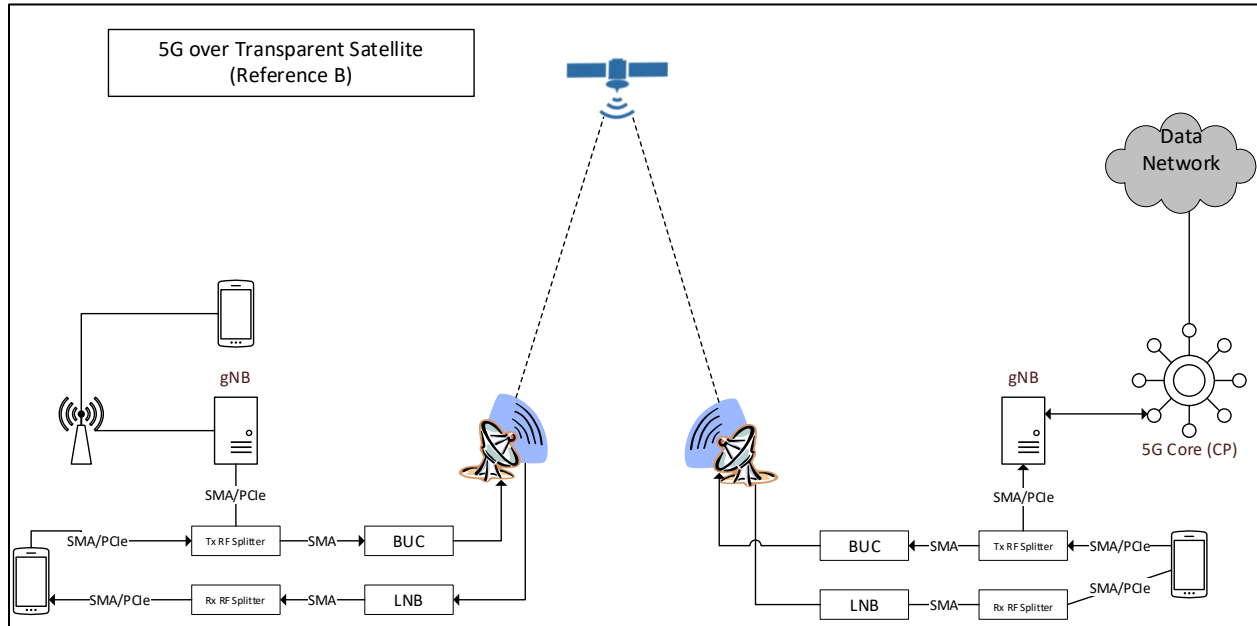 5G over Transparent Satellite
(Reference B)
Data
Network
gNB
gNB
5G Core (CP)
SMA/PCIe
SMA/PCIe
SMA/PCIe
Tx RF Splitter
SMA
BUC
BUC
SMA
Tx RF Splitter
SMA/PCIe
SMA/PCIe
Rx RF Splitter
SMA
LNB
LNB
SMA
Rx RF Splitter
SMA/PCIe